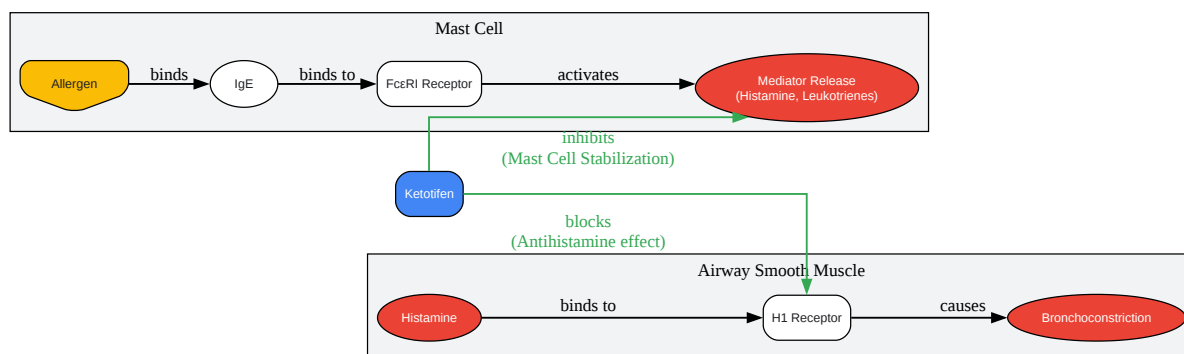 Mast Cell
Allergen
binds
IgE
binds to
FcεRI Receptor
activates
Mediator Release
(Histamine, Leukotrienes)
inhibits
(Mast Cell Stabilization)
Ketotifen
blocks
(Antihistamine effect)
Airway Smooth Muscle
Histamine
binds to
H1 Receptor
causes
Bronchoconstriction